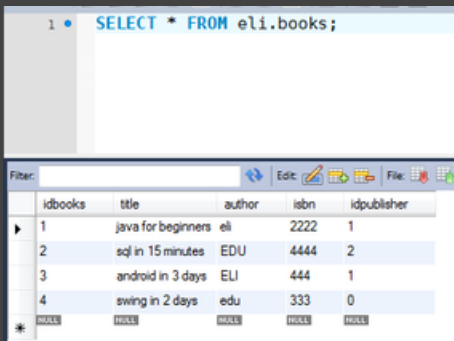 1 SELECT * FROM eli.books;
Filter: Edit: File:
idbooks title author isbn idpublisher
1 java for beginners eli 2222 1
2 sql in 15 minutes EDU 4444 2
3 android in 3 days ELI 444 1
4 swing in 2 days edu 333 0
NULL NULL NULL NULL NULL